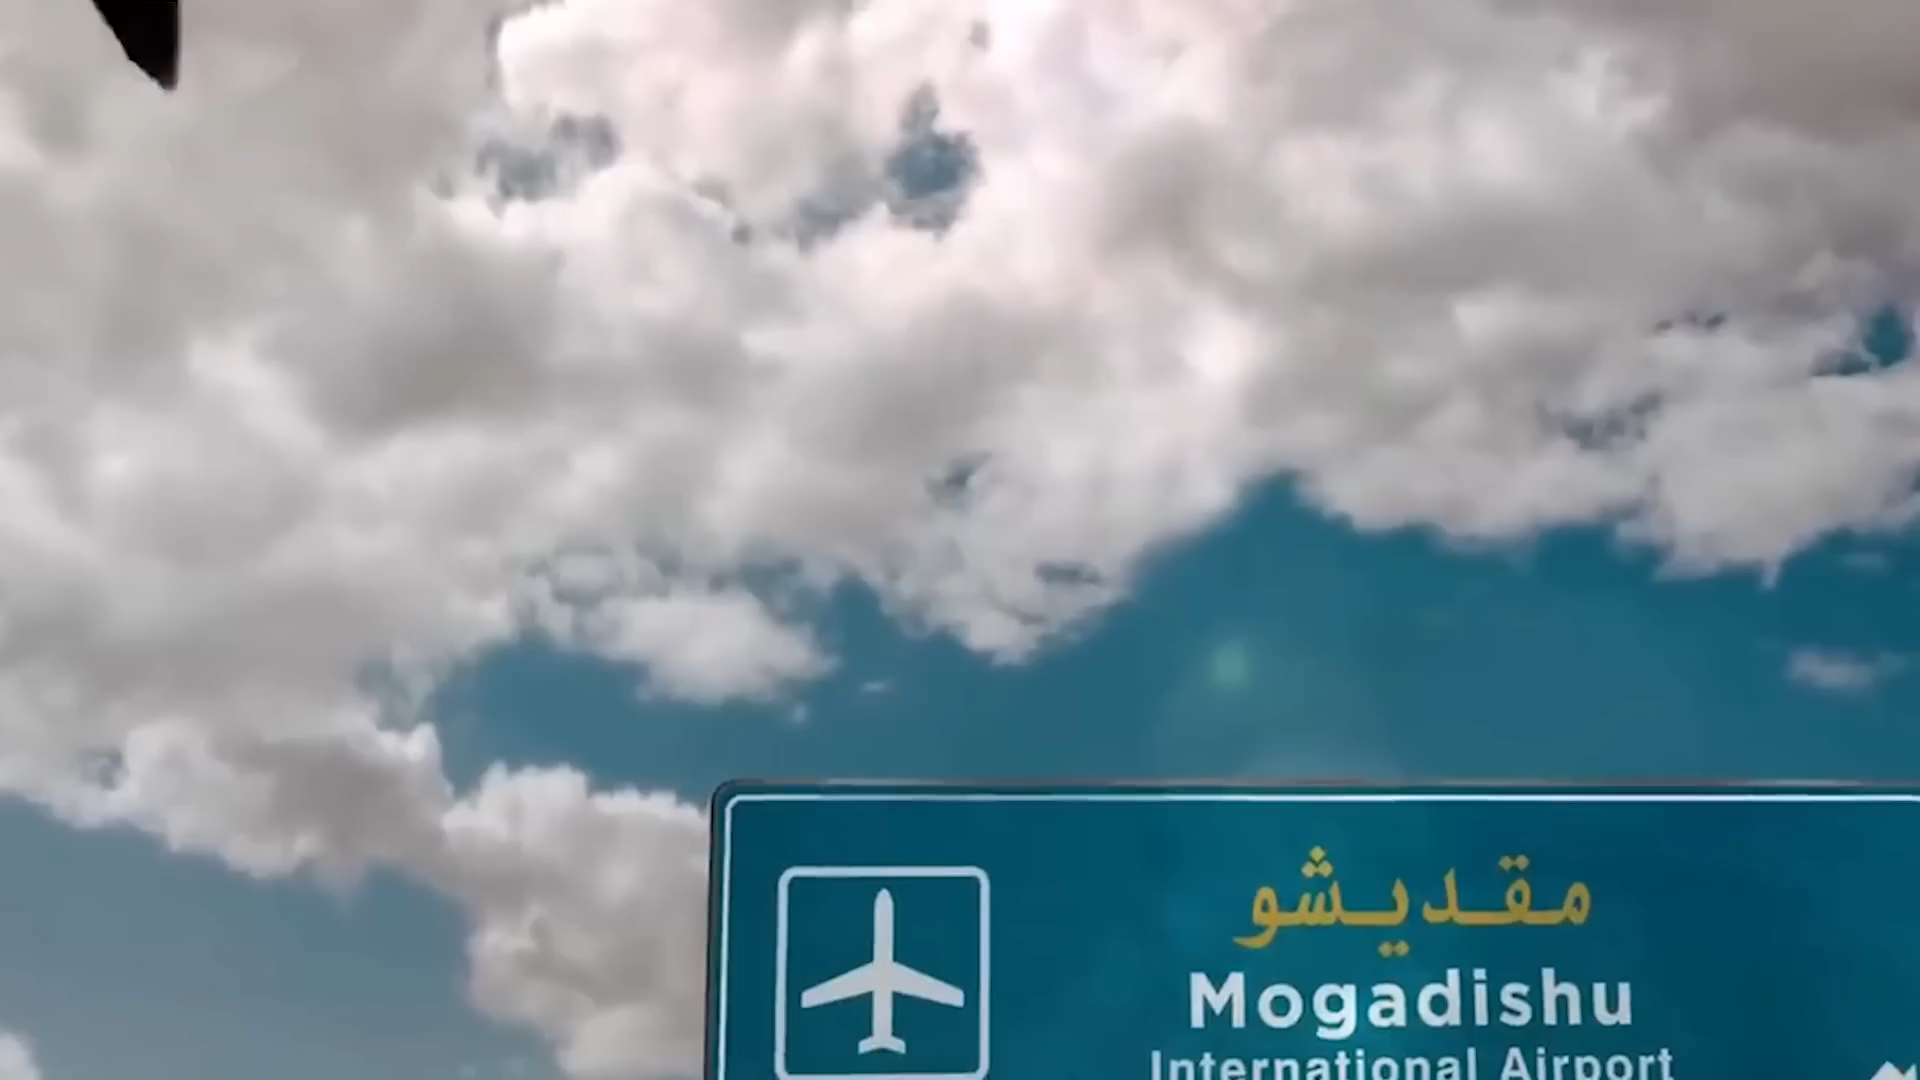 مقديشو
Mogadishu
International Airport